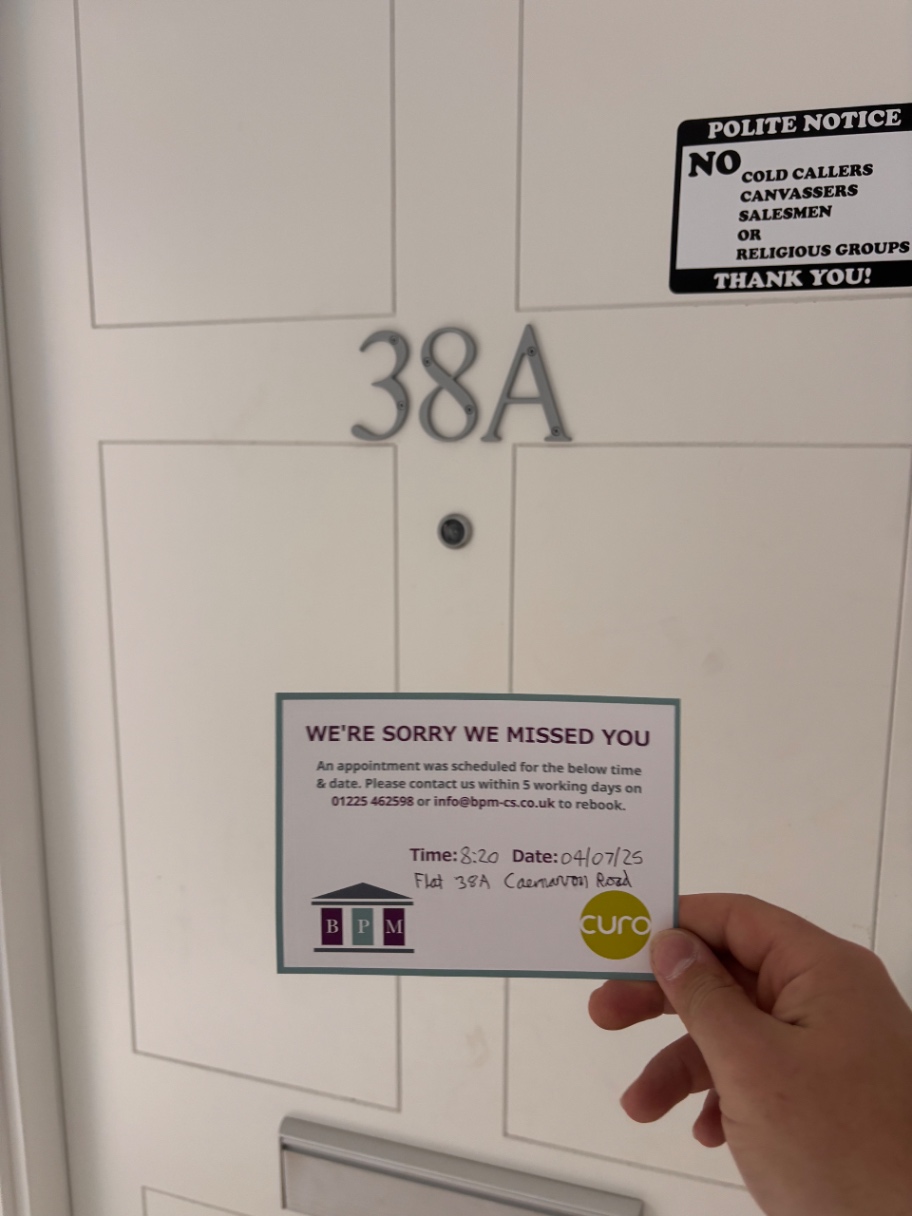 POLITE NOTICE
NO
COLD CALLERS
CANVASSERS
SALESMEN
OR
RELIGIOUS GROUPS
THANK YOU!
38A
WE'RE SORRY WE MISSED YOU
An appointment was scheduled for the below time
& date. Please contact us within 5 working days on
01225 462598 or info@bpm-cs.co.uk to rebook.
Time: 8:20 Date: 04/07/25
Flat 38A Caernarvon Road
B P M
curo